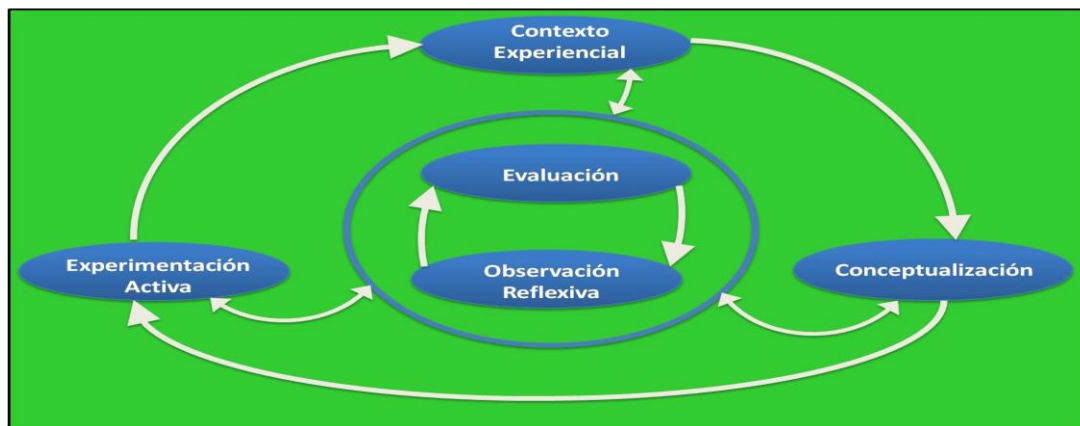 Contexto
Experiencial
Evaluación
Experimentación
Activa
Observación
Reflexiva
Conceptualización